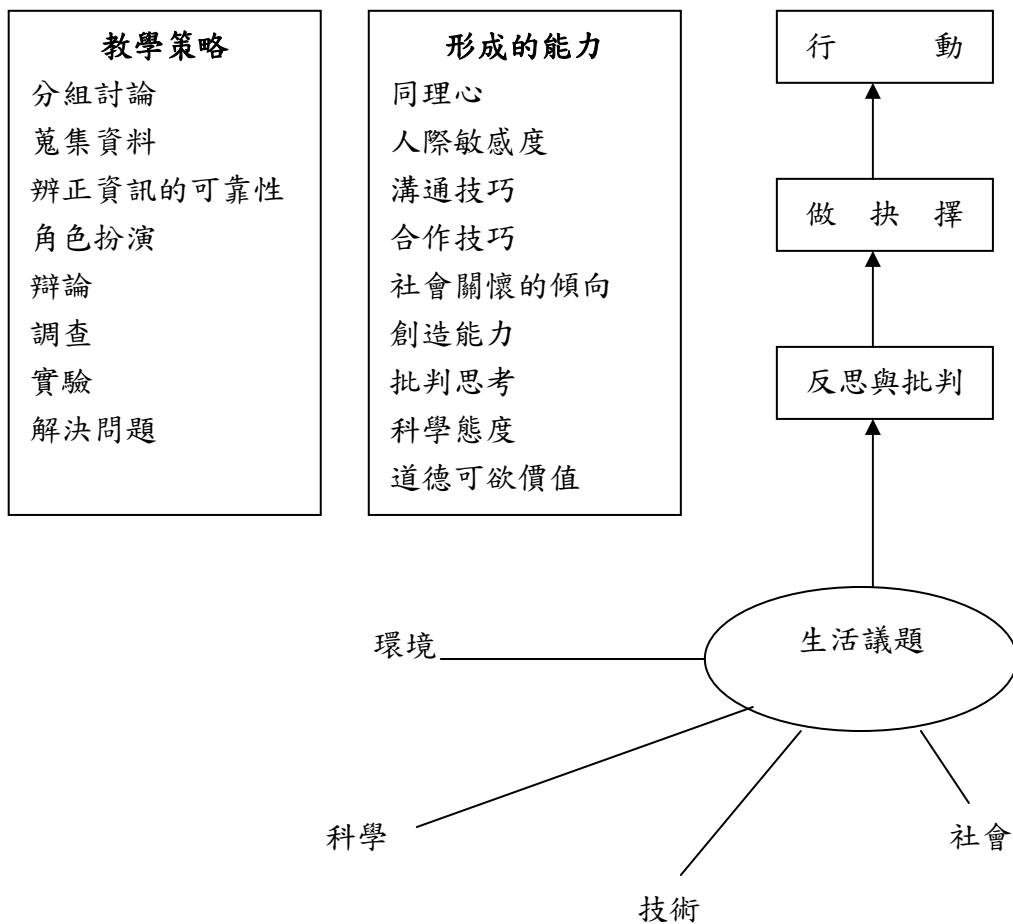 教學策略
分組討論
蒐集資料
辨正資訊的可靠性
角色扮演
辯論
調查
實驗
解決問題
形成的能力
同理心
人際敏感度
溝通技巧
合作技巧
社會關懷的傾向
創造能力
批判思考
科學態度
道德可欲價值
行 動
做 抉 擇
反思與批判
生活議題
環境
科學
技術
社會